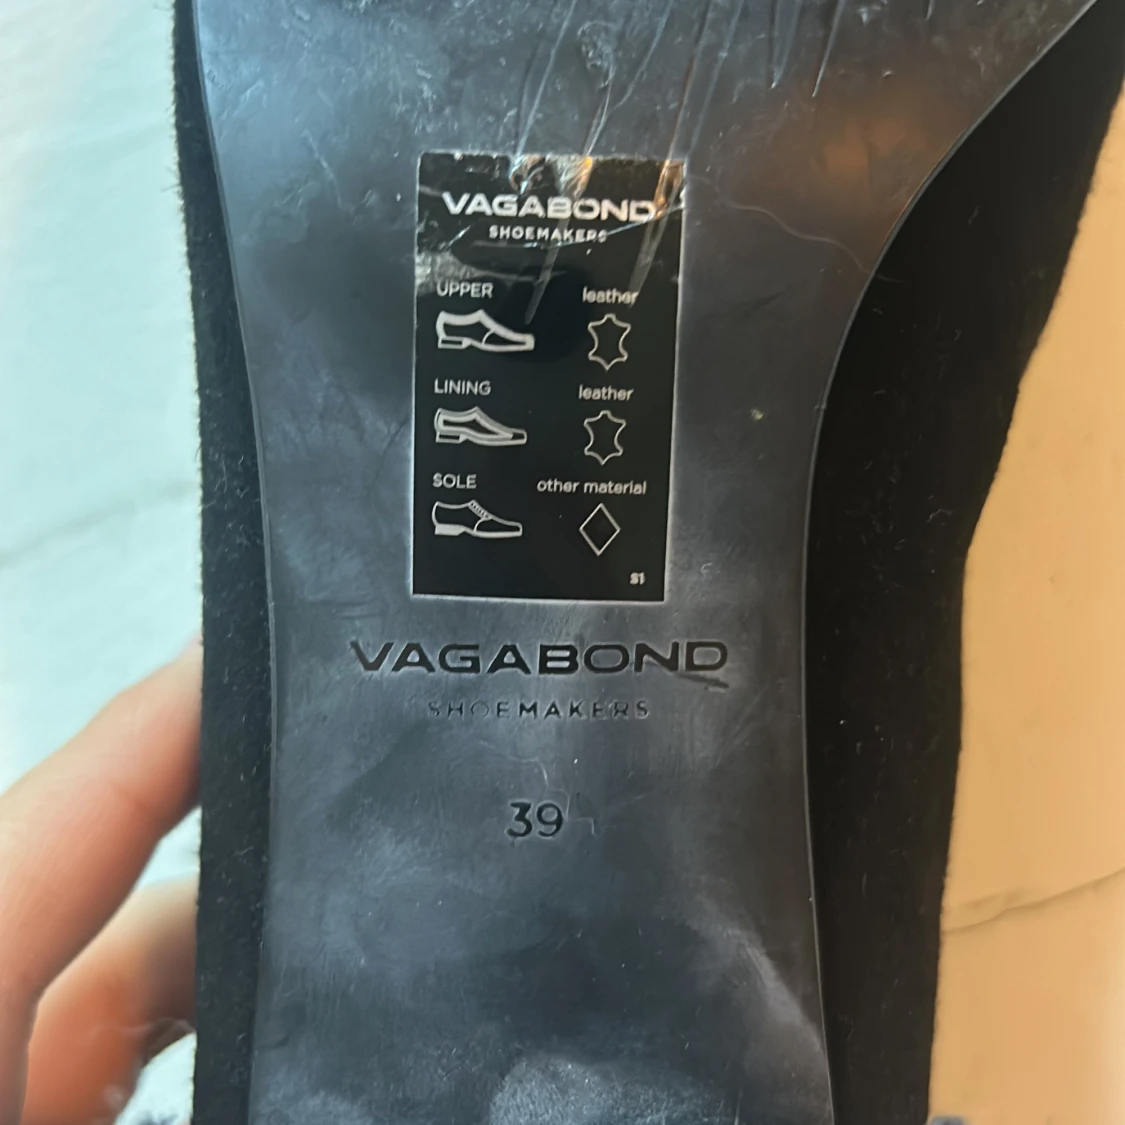 VAGABOND
SHOEMAKERS
UPPER leather
LINING leather
SOLE other material
S1
VAGABOND
SHOEMAKERS
39